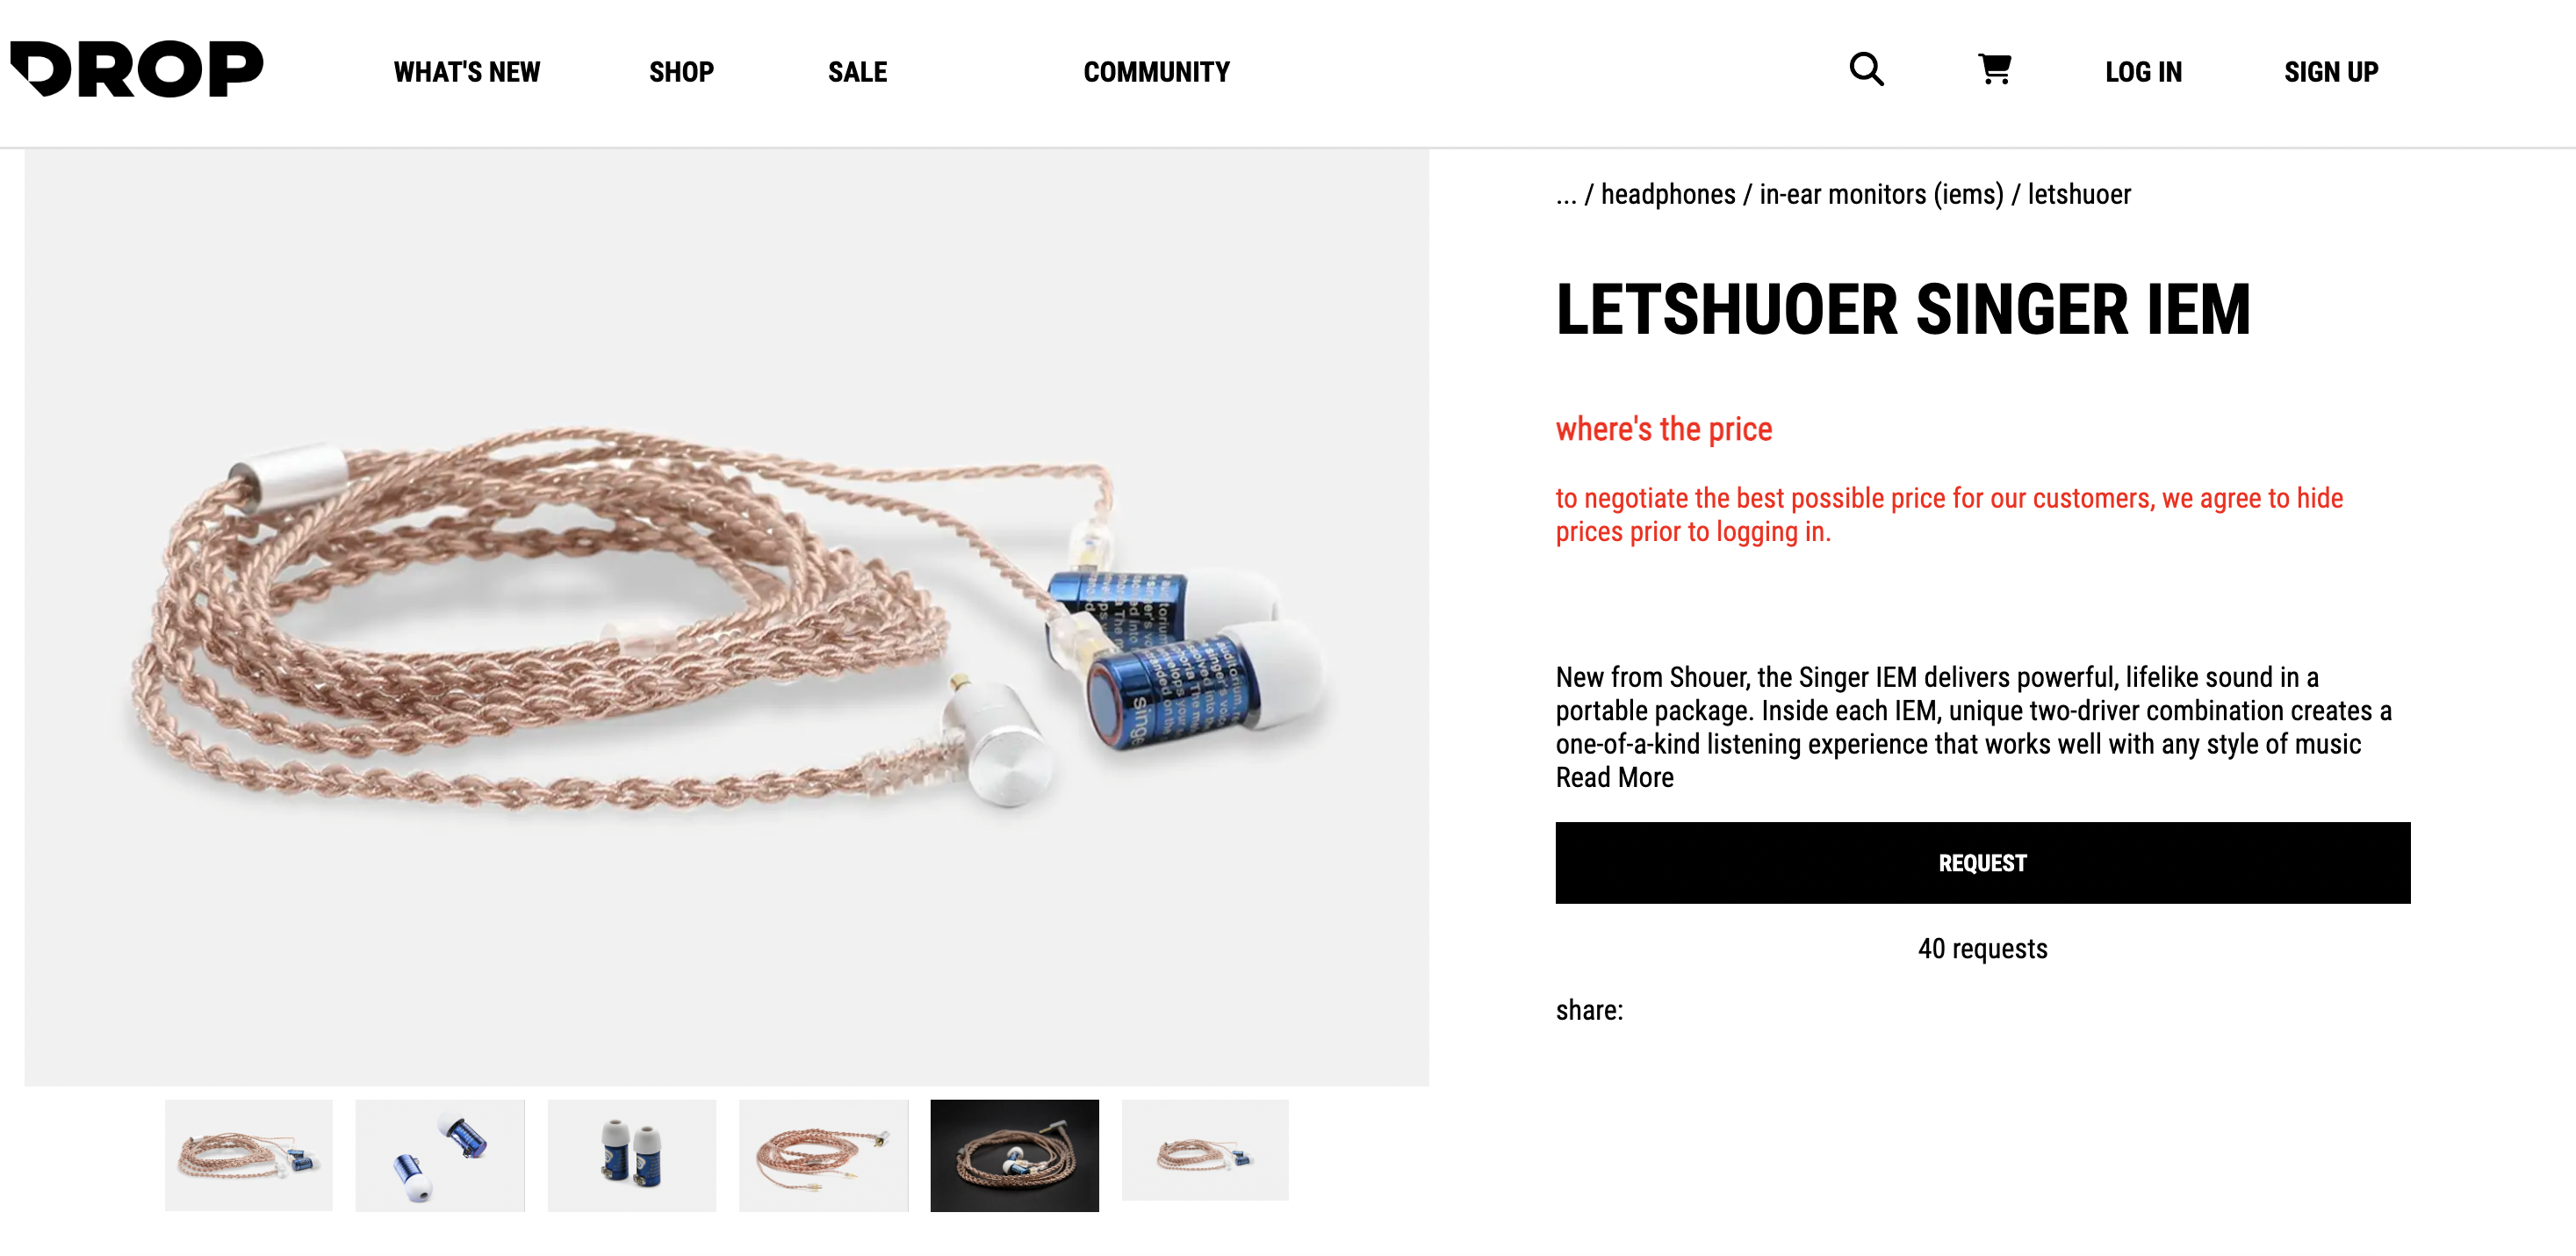 DROP
WHAT'S NEW
SHOP
SALE
COMMUNITY
LOG IN
SIGN UP
... / headphones / in-ear monitors (iems) / letshuoer
LETSHUOER SINGER IEM
where's the price
to negotiate the best possible price for our customers, we agree to hide
prices prior to logging in.
New from Shouer, the Singer IEM delivers powerful, lifelike sound in a
portable package. Inside each IEM, unique two-driver combination creates a
one-of-a-kind listening experience that works well with any style of music
Read More
REQUEST
40 requests
share: